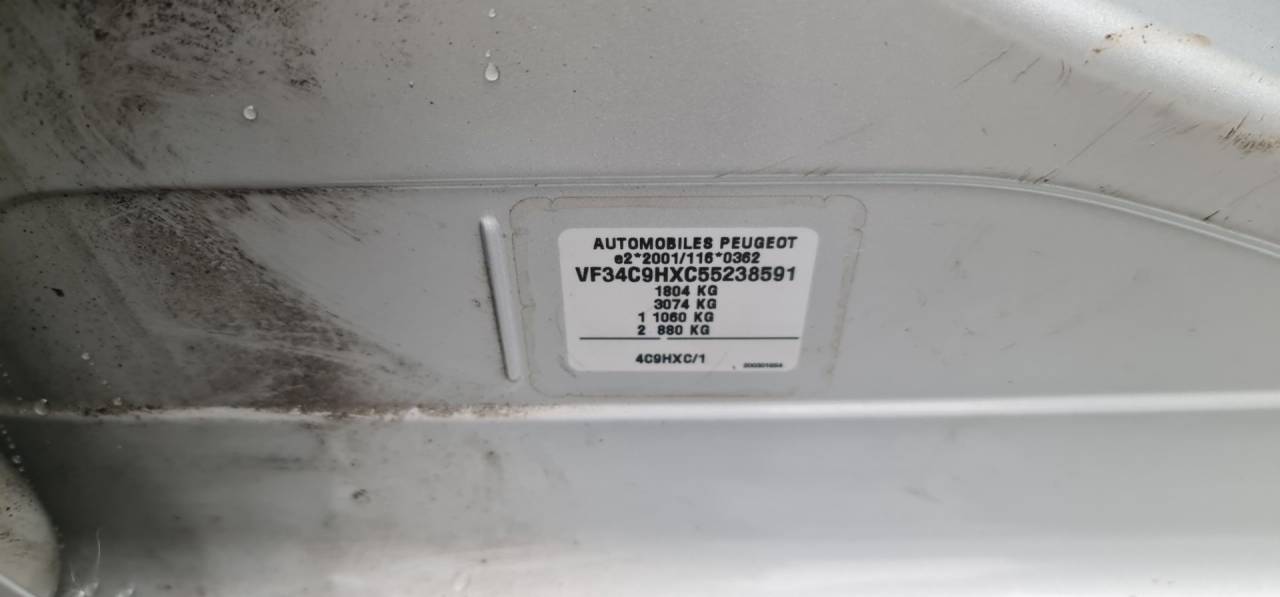 AUTOMOBILES PEUGEOT
e2*2001/116*0362
VF34C9HXC55238591
1804 KG
3074 KG
1 1060 KG
2 880 KG
4C9HXC/1